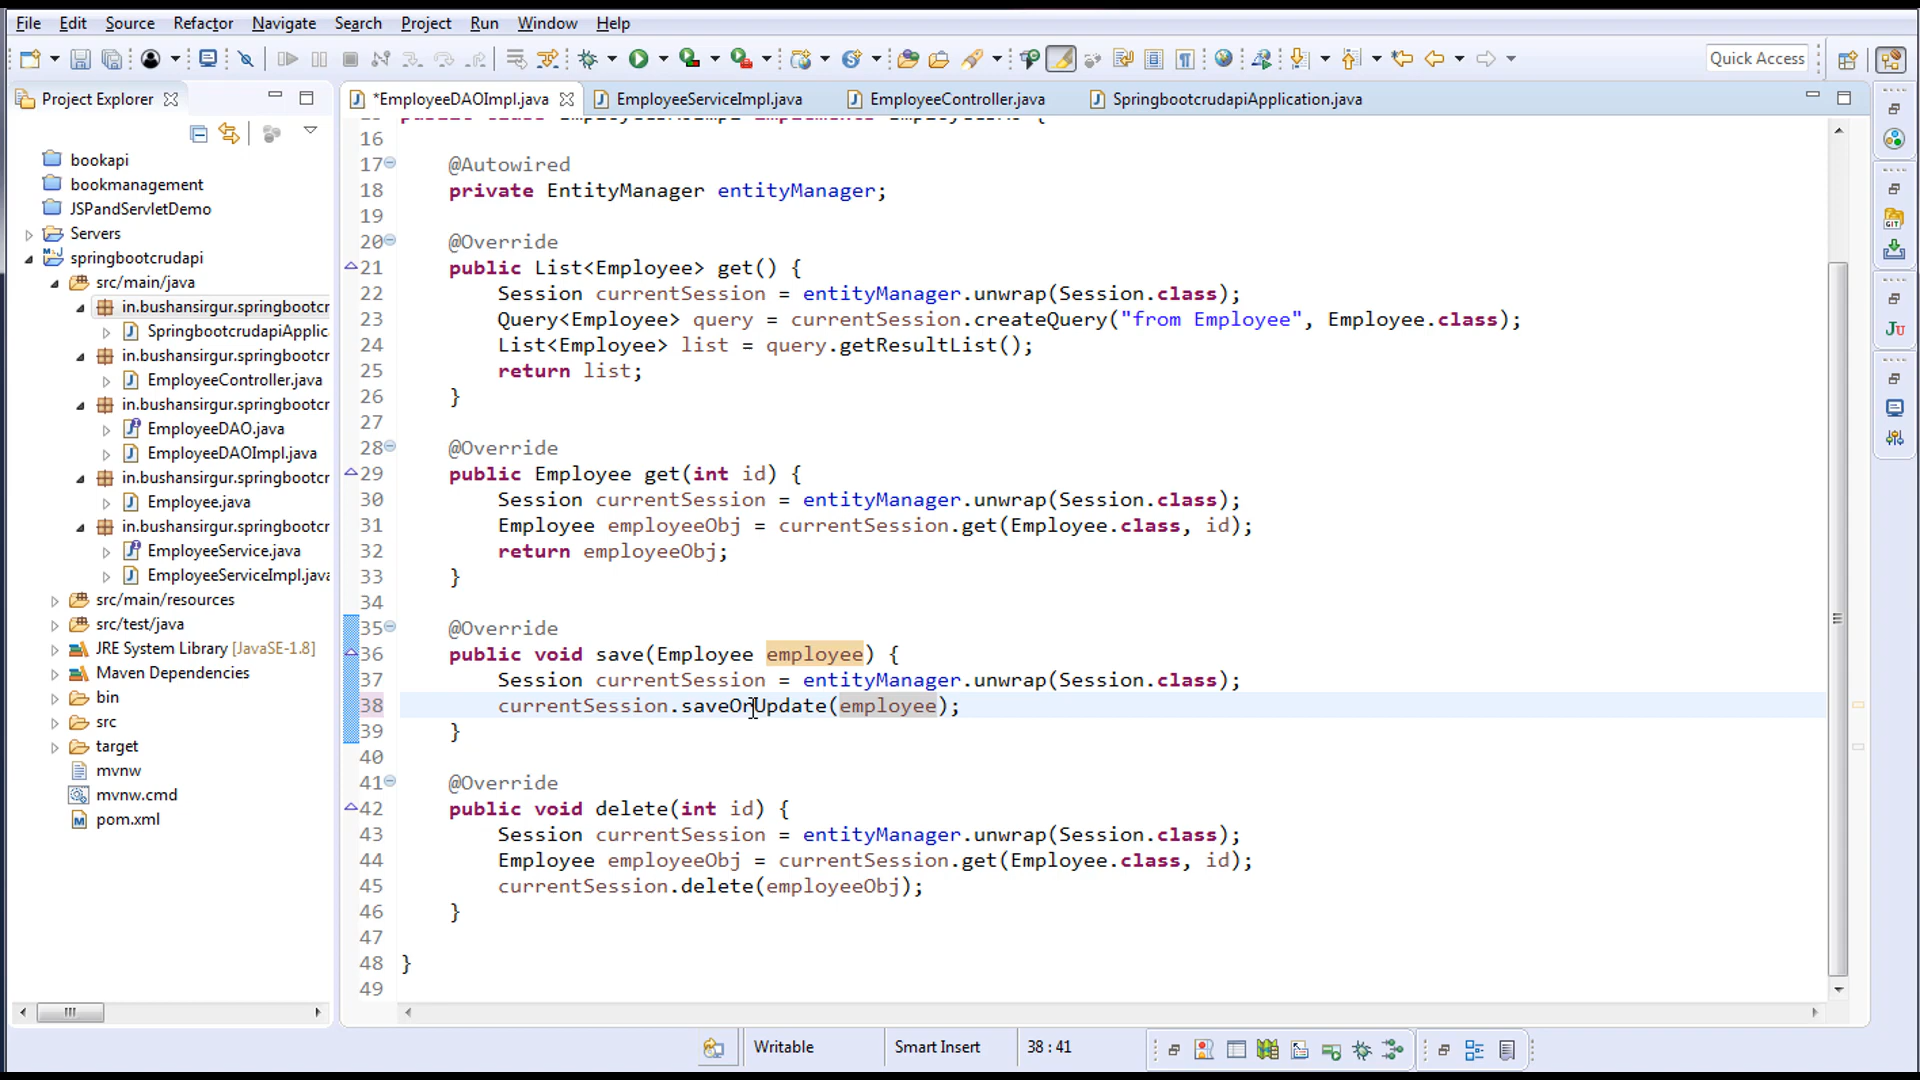 File Edit Source Refactor Navigate Search Project Run Window Help
Quick Access
Project Explorer
*EmployeeDAOImpl.java EmployeeServiceImpl.java EmployeeController.java SpringbootcrudapiApplication.java
bookapi
bookmanagement
JSPandServletDemo
Servers
springbootcrudapi
src/main/java
in.bushansirgur.springbootcr
SpringbootcrudapiApplic
in.bushansirgur.springbootcr
EmployeeController.java
in.bushansirgur.springbootcr
EmployeeDAO.java
EmployeeDAOImpl.java
in.bushansirgur.springbootcr
Employee.java
in.bushansirgur.springbootcr
EmployeeService.java
EmployeeServiceImpl.java
src/main/resources
src/test/java
JRE System Library [JavaSE-1.8]
Maven Dependencies
bin
src
target
mvnw
mvnw.cmd
pom.xml
16
17 @Autowired
18 private EntityManager entityManager;
19
20 @Override
21 public List<Employee> get() {
22 Session currentSession = entityManager.unwrap(Session.class);
23 Query<Employee> query = currentSession.createQuery("from Employee", Employee.class);
24 List<Employee> list = query.getResultList();
25 return list;
26 }
27
28 @Override
29 public Employee get(int id) {
30 Session currentSession = entityManager.unwrap(Session.class);
31 Employee employeeObj = currentSession.get(Employee.class, id);
32 return employeeObj;
33 }
34
35 @Override
36 public void save(Employee employee) {
37 Session currentSession = entityManager.unwrap(Session.class);
38 currentSession.saveOrUpdate(employee);
39 }
40
41 @Override
42 public void delete(int id) {
43 Session currentSession = entityManager.unwrap(Session.class);
44 Employee employeeObj = currentSession.get(Employee.class, id);
45 currentSession.delete(employeeObj);
46 }
47
48 }
49
Writable Smart Insert 38 : 41